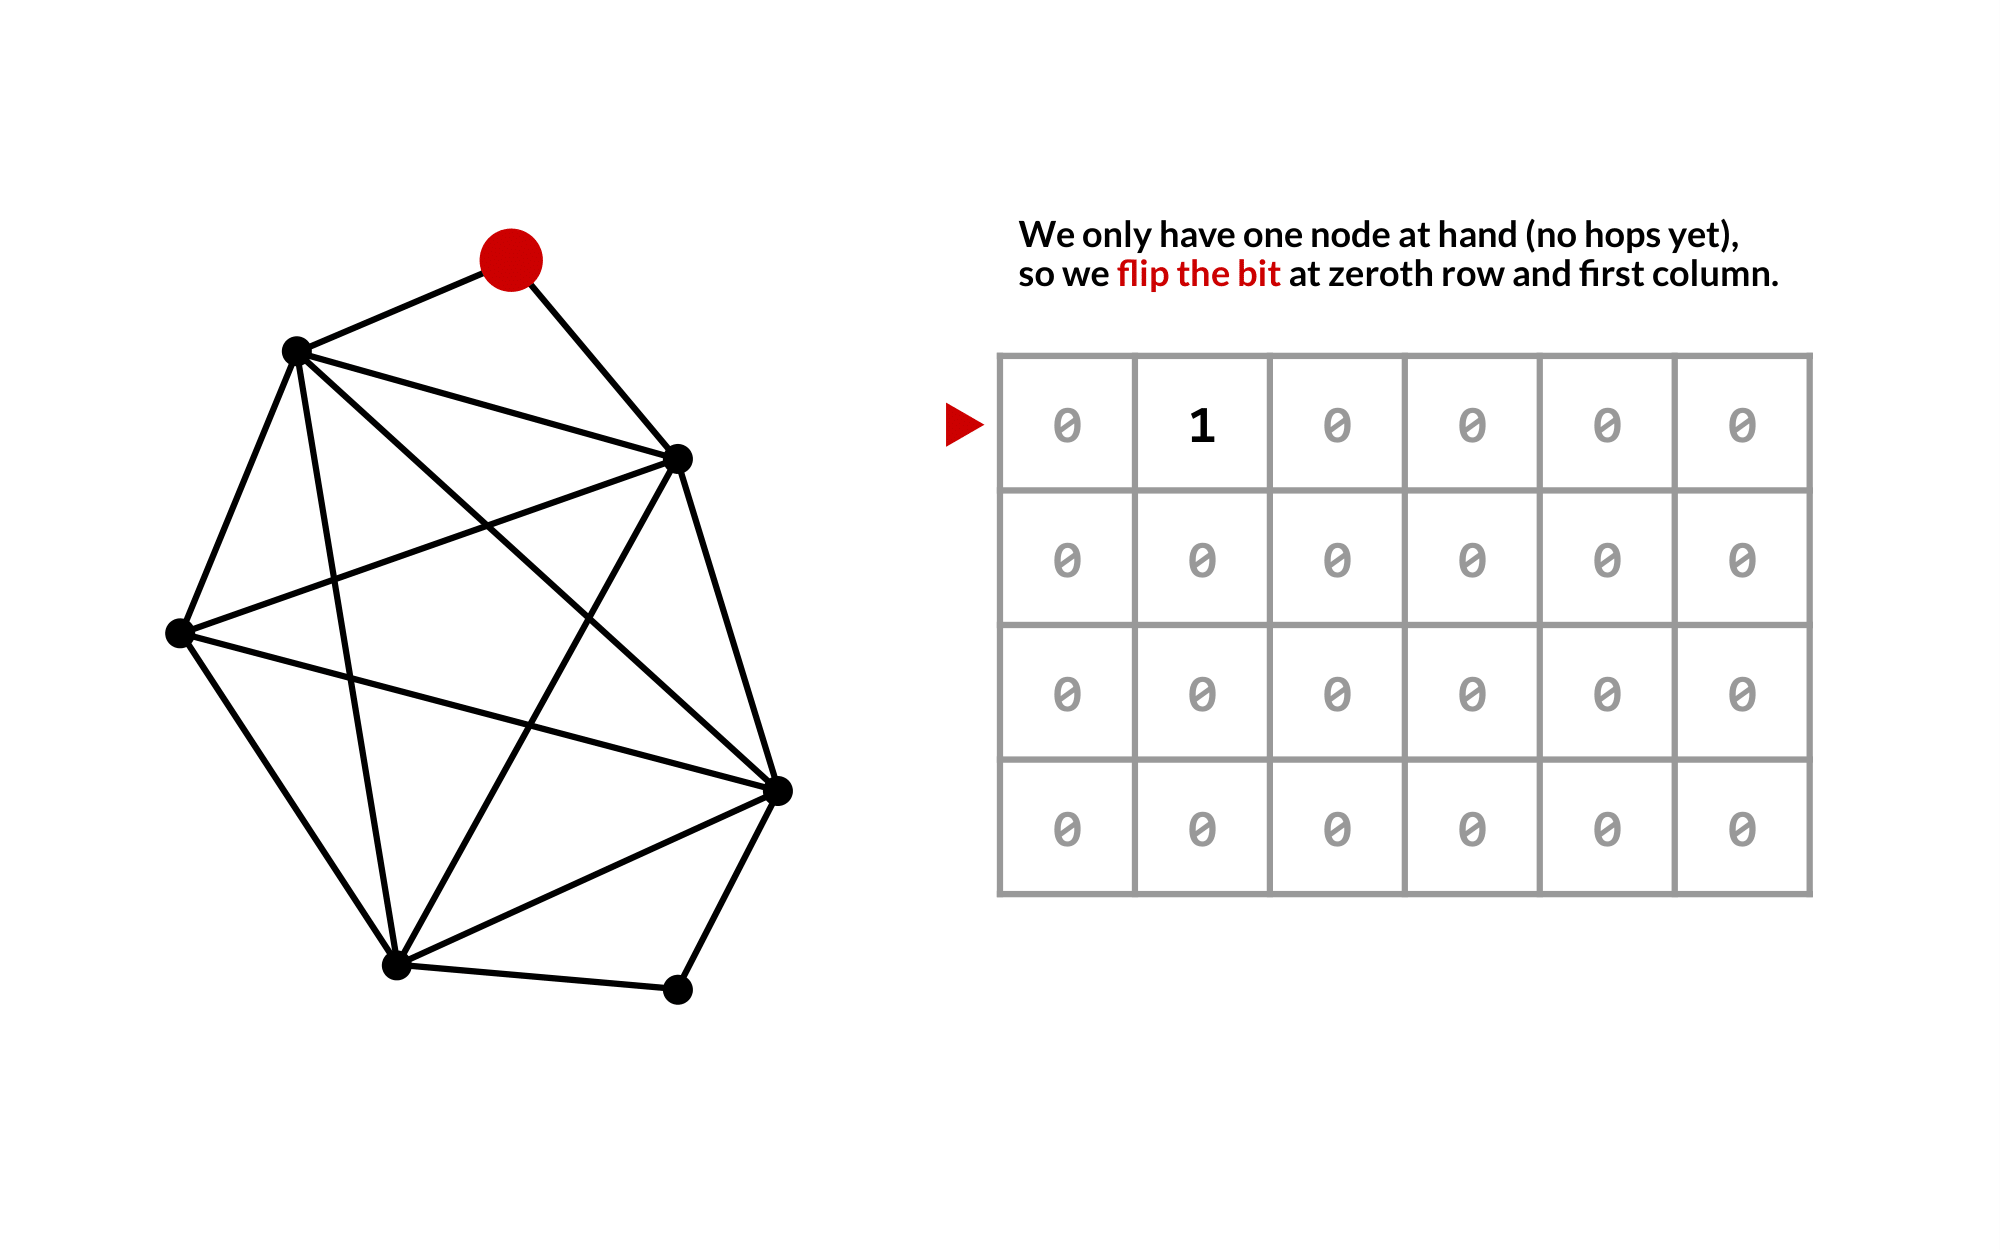 We only have one node at hand (no hops yet),
so we flip the bit at zeroth row and first column.
0 1 0 0 0 0
0 0 0 0 0 0
0 0 0 0 0 0
0 0 0 0 0 0